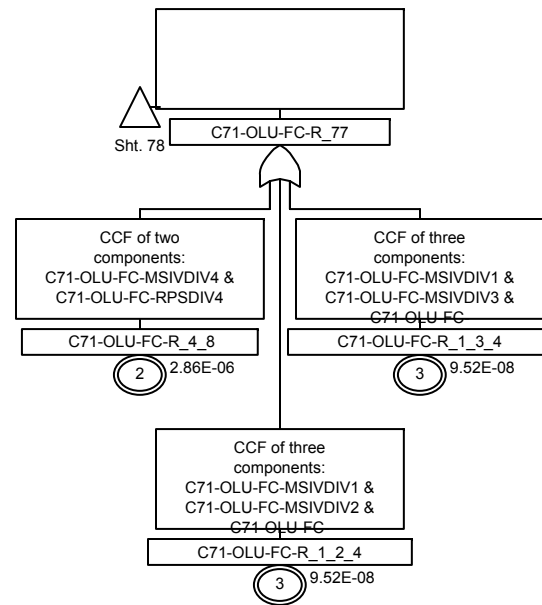 Sht. 78
C71-OLU-FC-R_77
CCF of two
components:
C71-OLU-FC-MSIVDIV4 &
C71-OLU-FC-RPSDIV4
C71-OLU-FC-R_4_8
2
2.86E-06
CCF of three
components:
C71-OLU-FC-MSIVDIV1 &
C71-OLU-FC-MSIVDIV3 &
C71-OLU-FC
C71-OLU-FC-R_1_3_4
3
9.52E-08
CCF of three
components:
C71-OLU-FC-MSIVDIV1 &
C71-OLU-FC-MSIVDIV2 &
C71-OLU-FC
C71-OLU-FC-R_1_2_4
3
9.52E-08